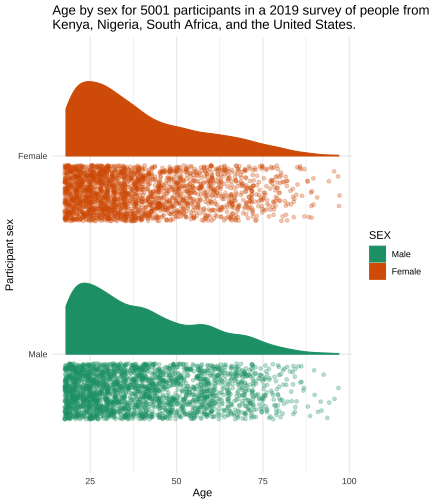 Age by sex for 5001 participants in a 2019 survey of people from
Kenya, Nigeria, South Africa, and the United States.
Female
Male
Participant sex
25 50 75 100
Age
SEX
Male
Female